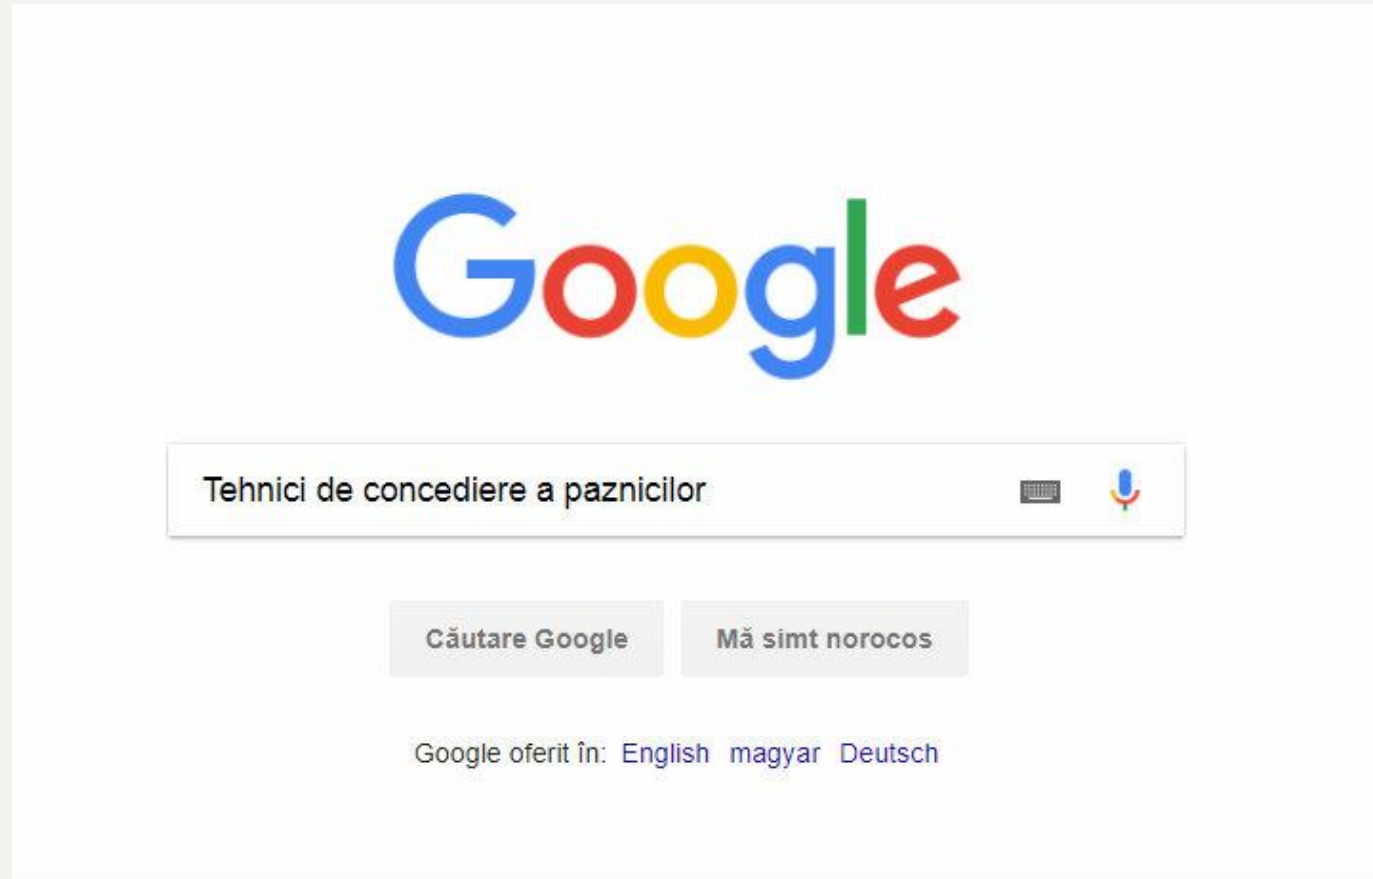 Google
Tehnici de concediere a paznicilor
Căutare Google Mă simt norocos
Google oferit în: English magyar Deutsch